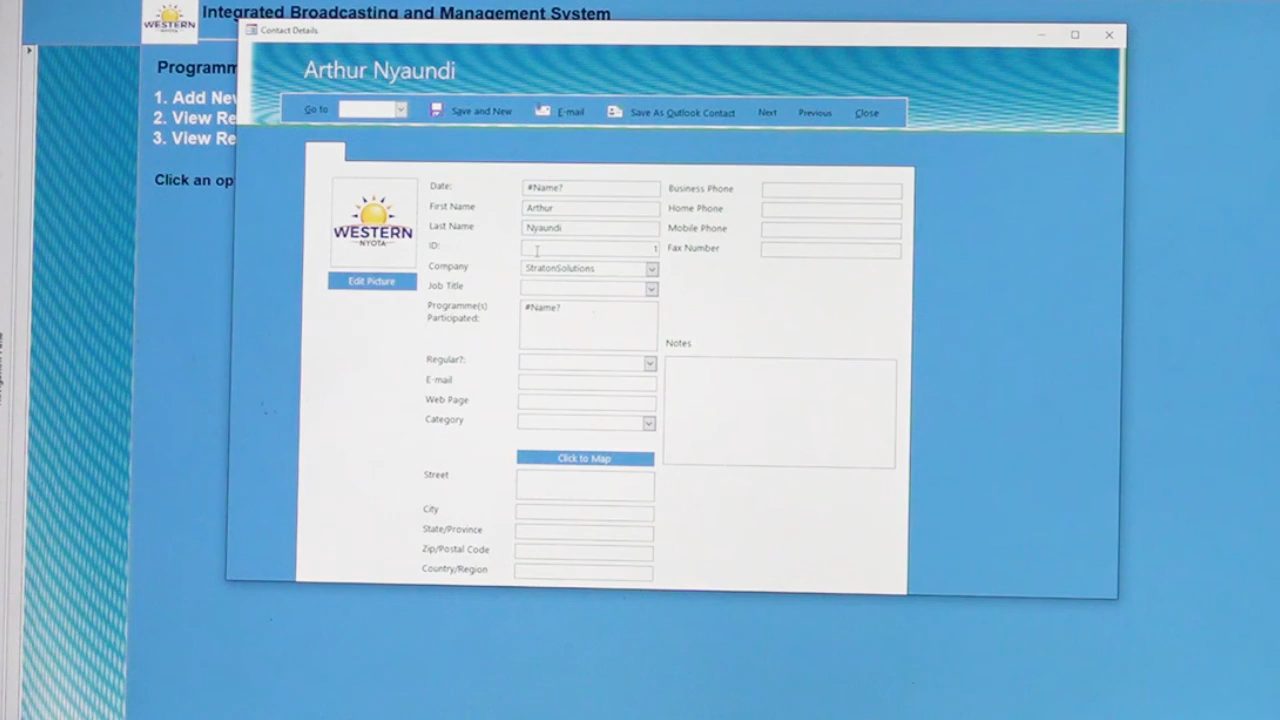 Integrated Broadcasting and Management System
WESTERN
NYOTA
Contact Details
Programm
1. Add New
2. View Re
3. View Re
Click an op
Arthur Nyaundi
Go to
Save and New
E-mail
Save As Outlook Contact
Next
Previous
Close
WESTERN
NYOTA
Edit Picture
Date: #Name?
First Name Arthur
Last Name Nyaundi
ID: 1
Company StratonSolutions
Job Title
Programme(s)
Participated: #Name?
Regular?:
E-mail
Web Page
Category
Click to Map
Street
City
State/Province
Zip/Postal Code
Country/Region
Business Phone
Home Phone
Mobile Phone
Fax Number
Notes